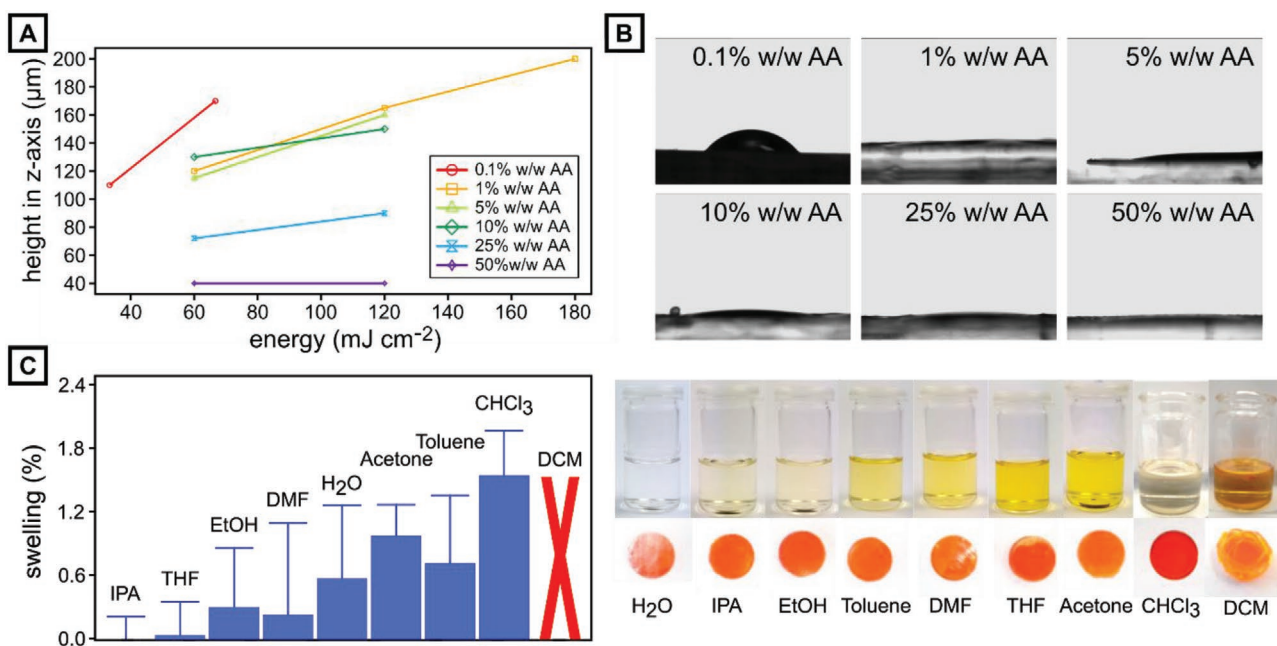 A
height in z-axis (µm)
200
180
160
140
120
100
80
60
40
0.1% w/w AA
1% w/w AA
5% w/w AA
10% w/w AA
25% w/w AA
50%w/w AA
40
60
80
100
120
140
160
180
energy (mJ cm⁻²)
B
0.1% w/w AA
1% w/w AA
5% w/w AA
10% w/w AA
25% w/w AA
50% w/w AA
C
swelling (%)
2.4
1.8
1.2
0.6
0.0
IPA
THF
EtOH
DMF
H₂O
Acetone
Toluene
CHCl₃
DCM
H₂O
IPA
EtOH
Toluene
DMF
THF
Acetone
CHCl₃
DCM